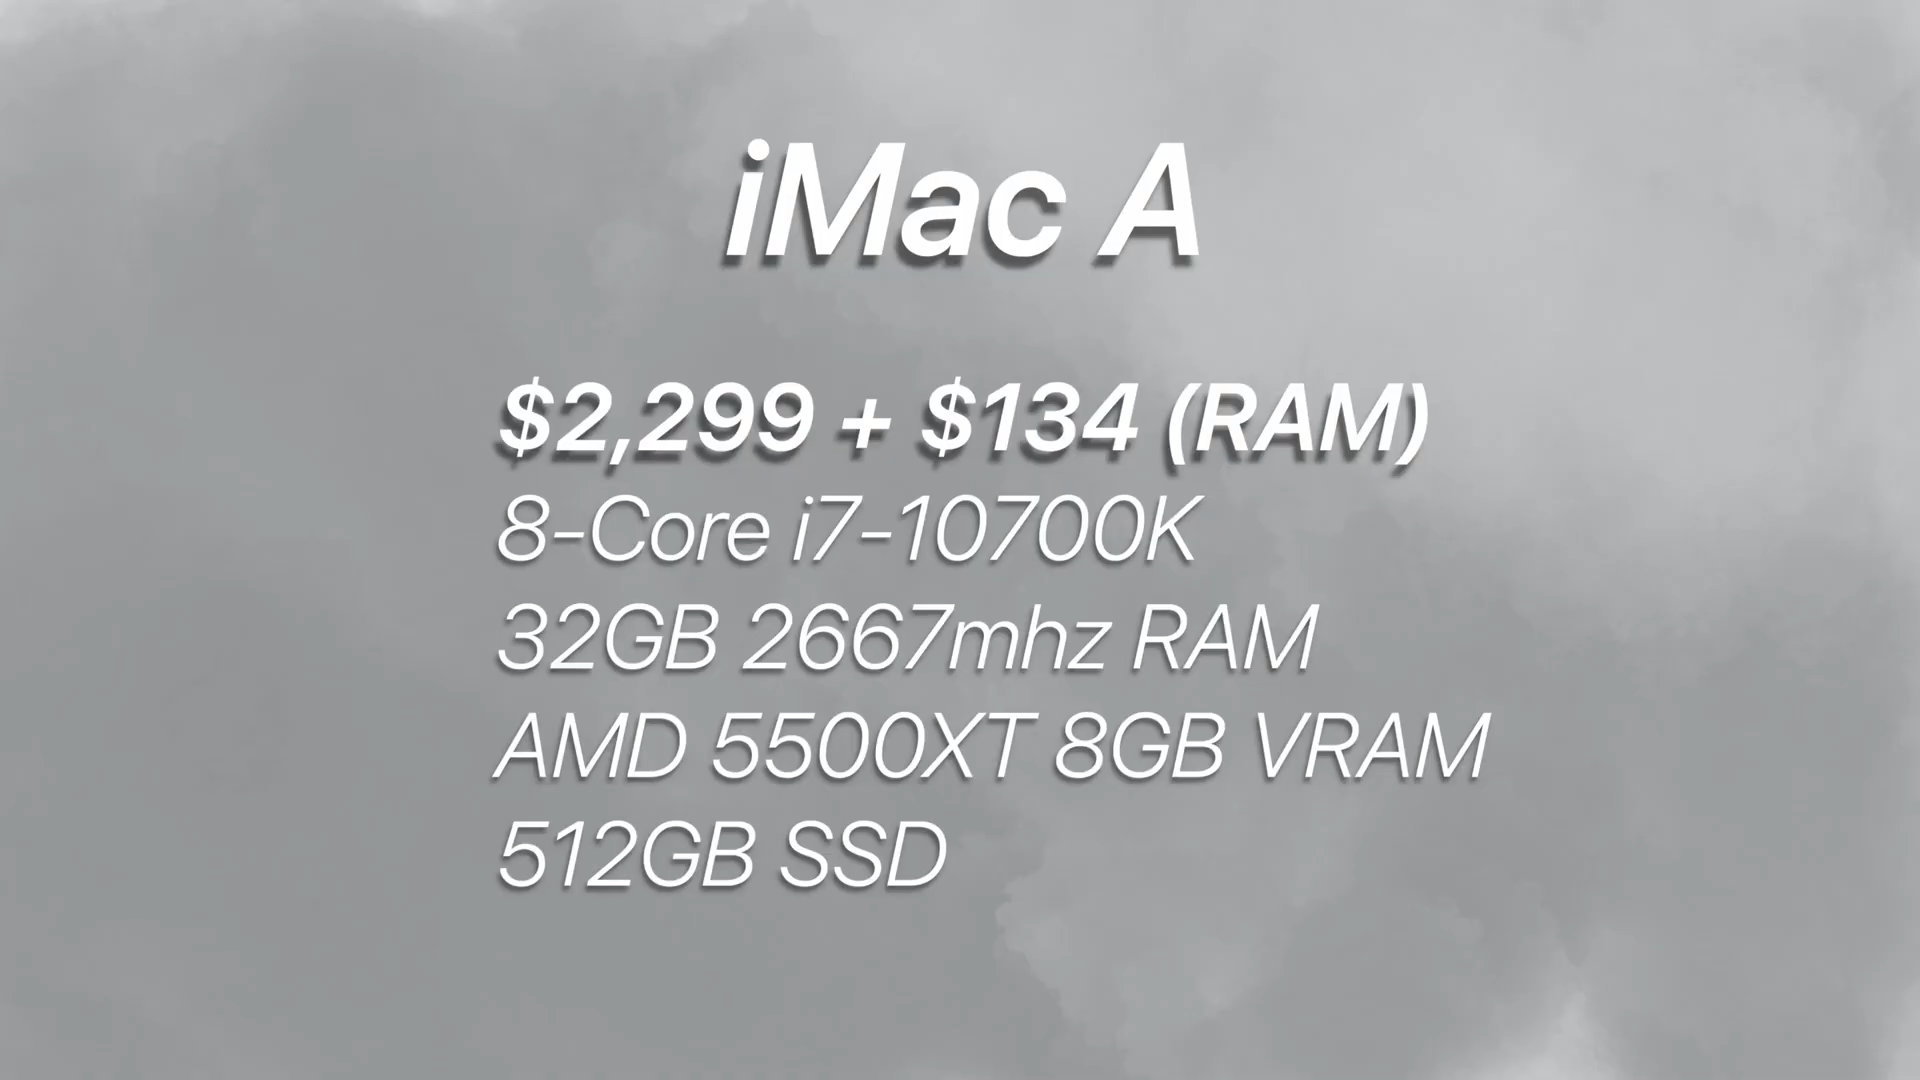 iMac A
$2,299 + $134 (RAM)
8-Core i7-10700K
32GB 2667mhz RAM
AMD 5500XT 8GB VRAM
512GB SSD